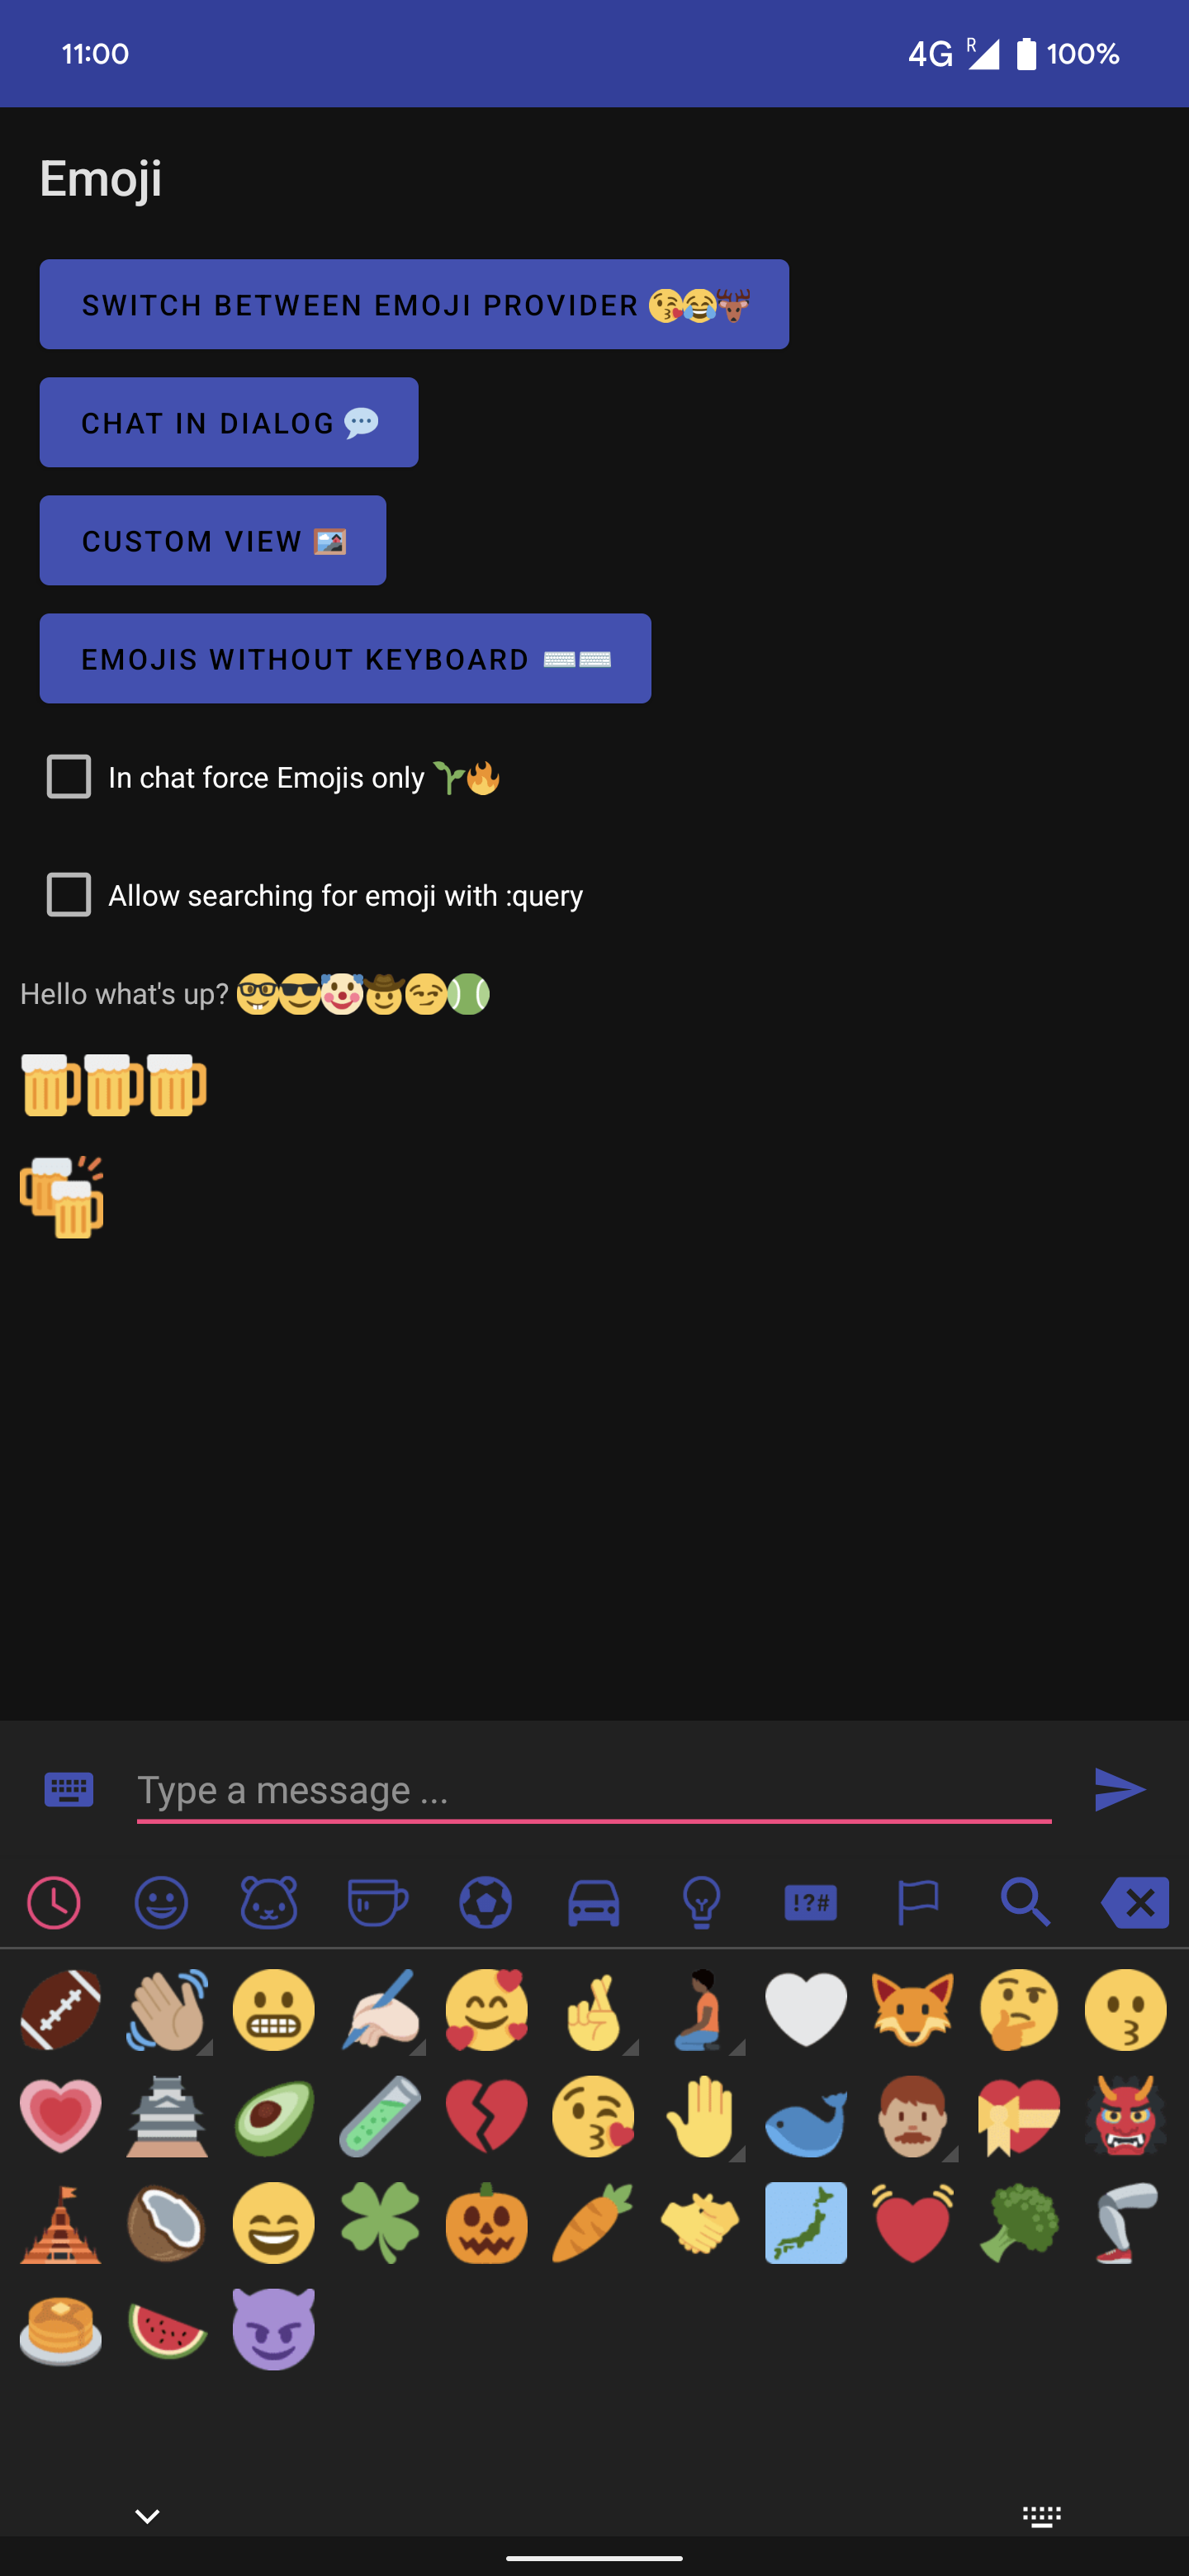 11:00
4G R 100%
Emoji
SWITCH BETWEEN EMOJI PROVIDER 😘😂🫎
CHAT IN DIALOG 💬
CUSTOM VIEW 🖼️
EMOJIS WITHOUT KEYBOARD ⌨️⌨️
In chat force Emojis only 🌱🔥
Allow searching for emoji with :query
Hello what's up? 🤓😎🤡🤠😏🎾
🍺🍺🍺
🍻
Type a message ...
!?#